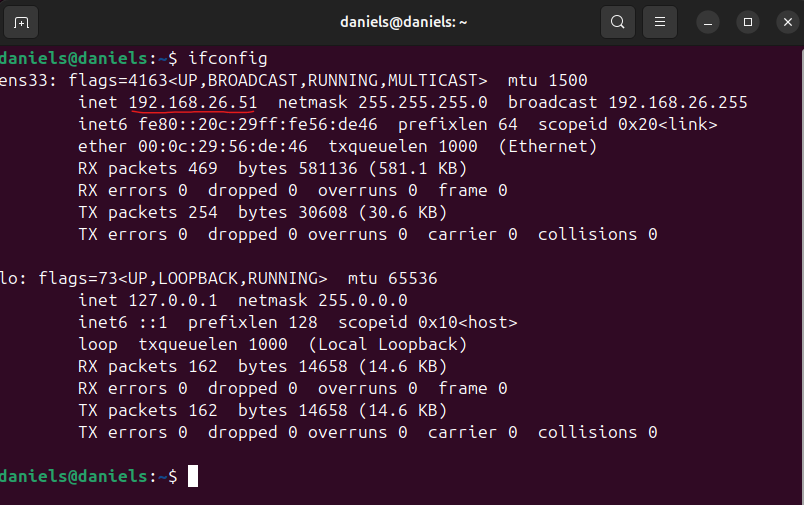 daniels@daniels: ~
daniels@daniels:~$ ifconfig
ens33: flags=4163<UP,BROADCAST,RUNNING,MULTICAST>  mtu 1500
        inet 192.168.26.51  netmask 255.255.255.0  broadcast 192.168.26.255
        inet6 fe80::20c:29ff:fe56:de46  prefixlen 64  scopeid 0x20<link>
        ether 00:0c:29:56:de:46  txqueuelen 1000  (Ethernet)
        RX packets 469  bytes 581136 (581.1 KB)
        RX errors 0  dropped 0  overruns 0  frame 0
        TX packets 254  bytes 30608 (30.6 KB)
        TX errors 0  dropped 0 overruns 0  carrier 0  collisions 0

lo: flags=73<UP,LOOPBACK,RUNNING>  mtu 65536
        inet 127.0.0.1  netmask 255.0.0.0
        inet6 ::1  prefixlen 128  scopeid 0x10<host>
        loop  txqueuelen 1000  (Local Loopback)
        RX packets 162  bytes 14658 (14.6 KB)
        RX errors 0  dropped 0  overruns 0  frame 0
        TX packets 162  bytes 14658 (14.6 KB)
        TX errors 0  dropped 0 overruns 0  carrier 0  collisions 0

daniels@daniels:~$